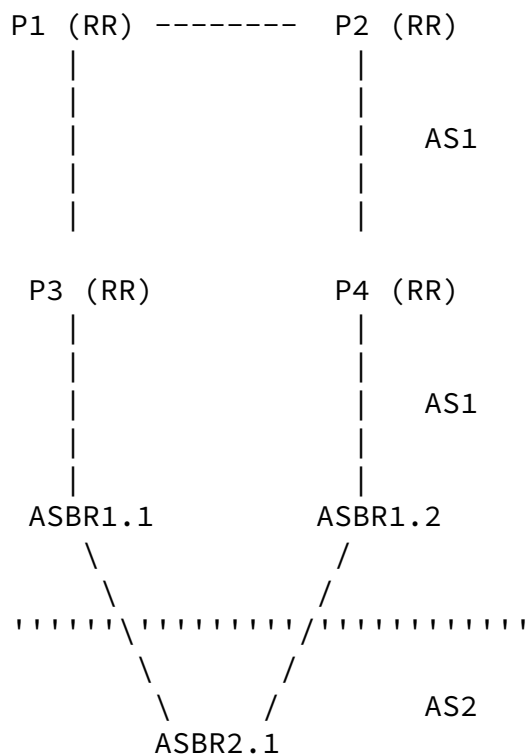 P1 (RR) -------- P2 (RR)
AS1
P3 (RR) P4 (RR)
AS1
ASBR1.1 ASBR1.2
AS2
ASBR2.1